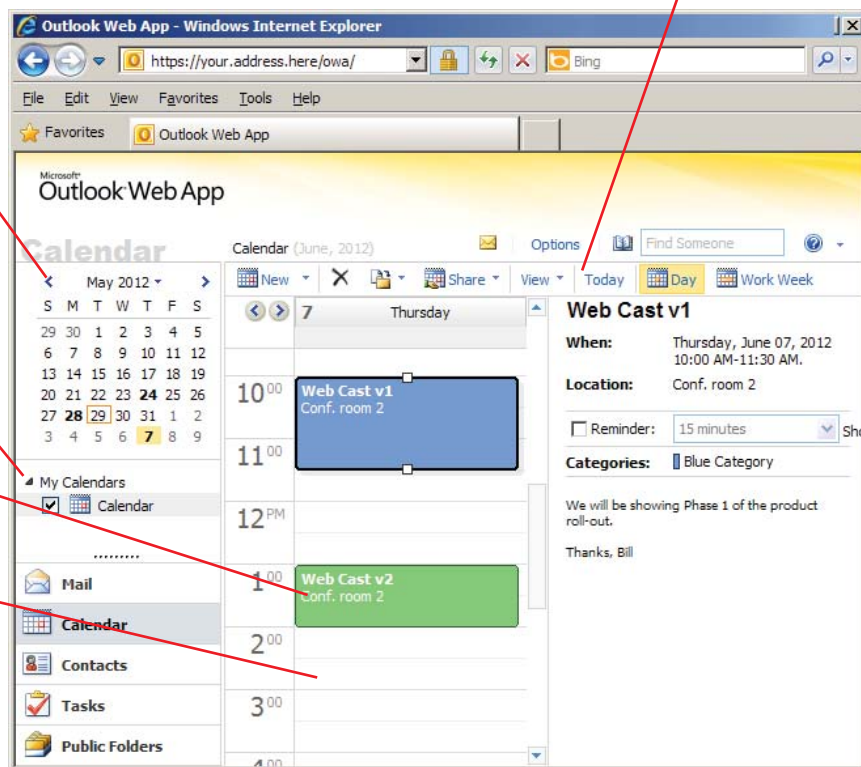 Outlook Web App - Windows Internet Explorer
https://your.address.here/owa/
Bing
File Edit View Favorites Tools Help
Favorites
Outlook Web App
Microsoft
Outlook Web App
Calendar
Calendar (June, 2012)
Options
Find Someone
May 2012
New
Share
View
Today
Day
Work Week
S M T W T F S
29 30 1 2 3 4 5
6 7 8 9 10 11 12
13 14 15 16 17 18 19
20 21 22 23 24 25 26
27 28 29 30 31 1 2
3 4 5 6 7 8 9
My Calendars
Calendar
Mail
Calendar
Contacts
Tasks
Public Folders
7 Thursday
10 00
Web Cast v1
Conf. room 2
11 00
12 PM
1 00
Web Cast v2
Conf. room 2
2 00
3 00
4 00
Web Cast v1
When: Thursday, June 07, 2012
10:00 AM-11:30 AM.
Location: Conf. room 2
Reminder: 15 minutes Sho
Categories: Blue Category
We will be showing Phase 1 of the product
roll-out.
Thanks, Bill